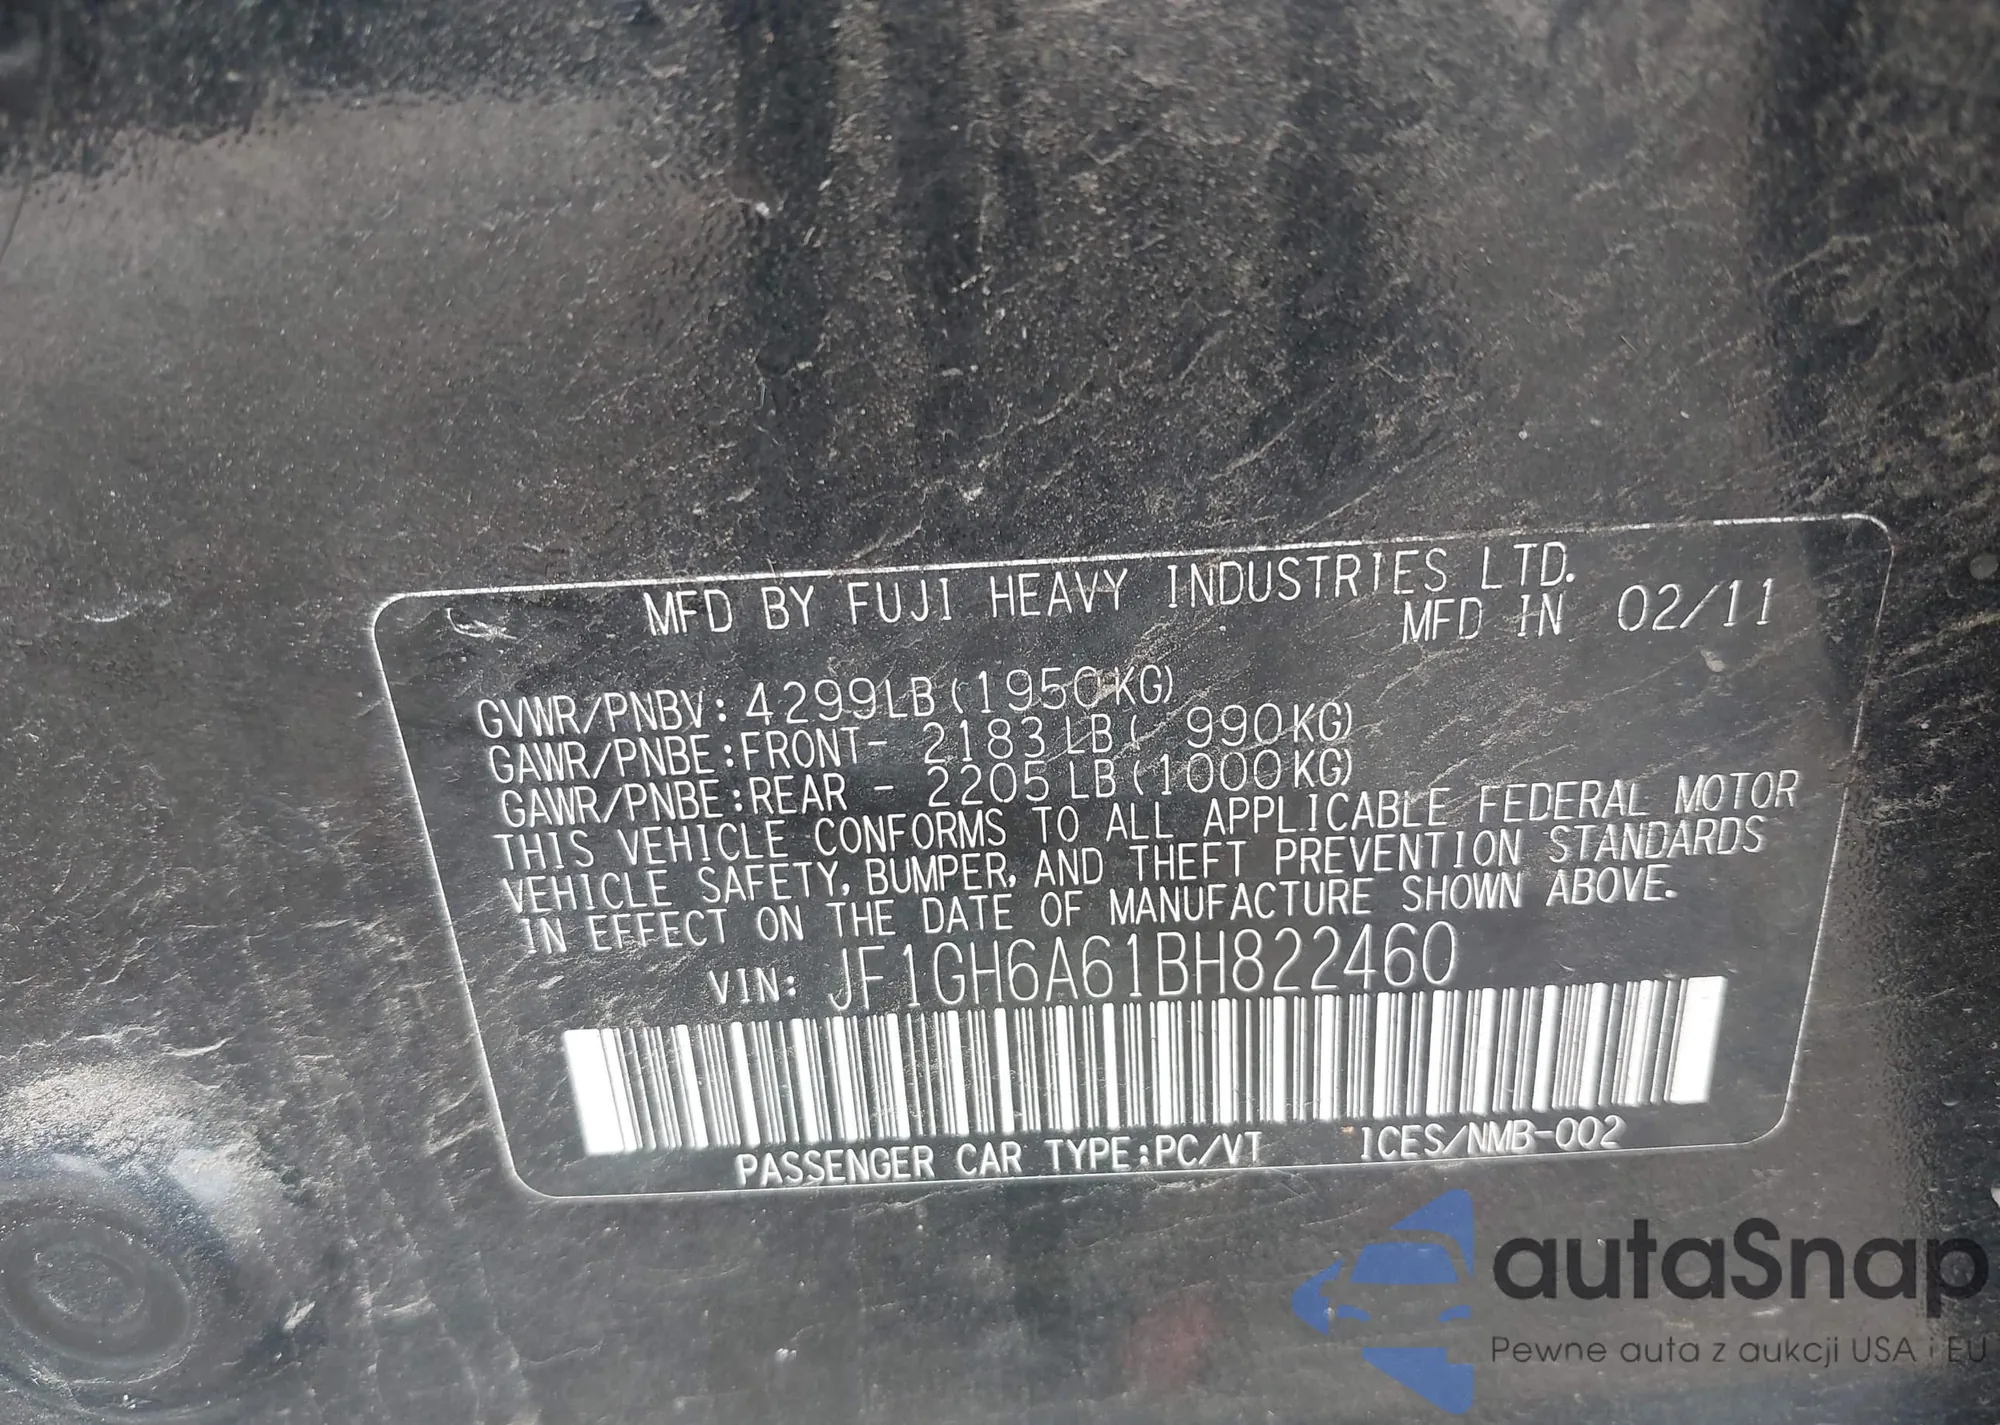 MFD BY FUJI HEAVY INDUSTRIES LTD.
MFD IN 02/11
GVWR/PNBV:4299LB(1950KG)
GAWR/PNBE:FRONT- 2183LB( 990KG)
GAWR/PNBE:REAR - 2205LB(1000KG)
THIS VEHICLE CONFORMS TO ALL APPLICABLE FEDERAL MOTOR
VEHICLE SAFETY, BUMPER, AND THEFT PREVENTION STANDARDS
IN EFFECT ON THE DATE OF MANUFACTURE SHOWN ABOVE.
VIN: JF1GH6A61BH822460
PASSENGER CAR TYPE:PC/VT ICES/NMB-002
autaSnap
Pewne auta z aukcji USA i EU